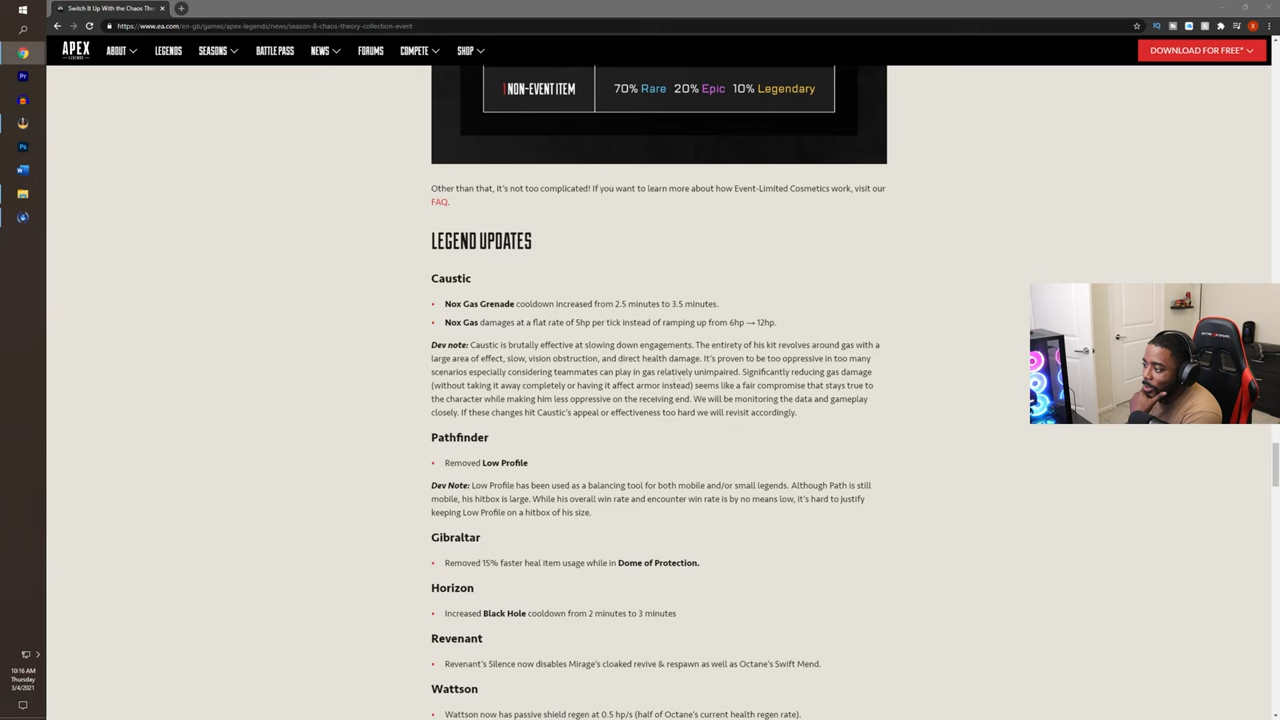 Switch It Up With the Chaos The
https://www.ea.com/en-gb/games/apex-legends/news/season-8-chaos-theory-collection-event
APEX
ABOUT
LEGENDS
SEASONS
BATTLE PASS
NEWS
FORUMS
COMPETE
SHOP
DOWNLOAD FOR FREE*
1 NON-EVENT ITEM
70% Rare 20% Epic 10% Legendary
Other than that, it's not too complicated! If you want to learn more about how Event-Limited Cosmetics work, visit our
FAQ.
LEGEND UPDATES
Caustic
• Nox Gas Grenade cooldown increased from 2.5 minutes to 3.5 minutes.
• Nox Gas damages at a flat rate of 5hp per tick instead of ramping up from 6hp → 12hp.
Dev note: Caustic is brutally effective at slowing down engagements. The entirety of his kit revolves around gas with a
large area of effect, slow, vision obstruction, and direct health damage. It's proven to be too oppressive in too many
scenarios especially considering teammates can play in gas relatively unimpaired. Significantly reducing gas damage
(without taking it away completely or having it affect armor instead) seems like a fair compromise that stays true to
the character while making him less oppressive on the receiving end. We will be monitoring the data and gameplay
closely. If these changes hit Caustic's appeal or effectiveness too hard we will revisit accordingly.
Pathfinder
• Removed Low Profile
Dev Note: Low Profile has been used as a balancing tool for both mobile and/or small legends. Although Path is still
mobile, his hitbox is large. While his overall win rate and encounter win rate is by no means low, it's hard to justify
keeping Low Profile on a hitbox of his size.
Gibraltar
• Removed 15% faster heal item usage while in Dome of Protection.
Horizon
• Increased Black Hole cooldown from 2 minutes to 3 minutes
Revenant
• Revenant's Silence now disables Mirage's cloaked revive & respawn as well as Octane's Swift Mend.
Wattson
• Wattson now has passive shield regen at 0.5 hp/s (half of Octane's current health regen rate).
10:16 AM
Thursday
3/4/2021